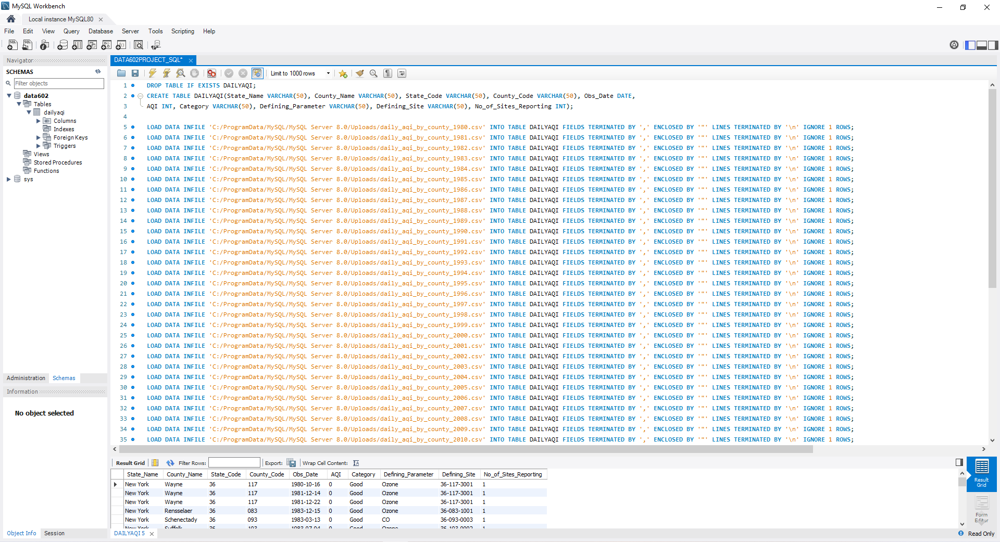 MySQL Workbench
Local instance MySQL80
File Edit View Query Database Server Tools Scripting Help
Navigator
SCHEMAS
Filter objects
data602
Tables
dailyaqi
Columns
Indexes
Foreign Keys
Triggers
Views
Stored Procedures
Functions
sys
Administration Schemas
Information
No object selected
Object Info Session
DATA602PROJECT_SQL*
Limit to 1000 rows
1 DROP TABLE IF EXISTS DAILYAQI;
2 CREATE TABLE DAILYAQI(State_Name VARCHAR(50), County_Name VARCHAR(50), State_Code VARCHAR(50), County_Code VARCHAR(50), Obs_Date DATE,
3 AQI INT, Category VARCHAR(50), Defining_Parameter VARCHAR(50), Defining_Site VARCHAR(50), No_of_Sites_Reporting INT);
4
5 LOAD DATA INFILE 'C:/ProgramData/MySQL/MySQL Server 8.0/Uploads/daily_aqi_by_county_1980.csv' INTO TABLE DAILYAQI FIELDS TERMINATED BY ',' ENCLOSED BY '"' LINES TERMINATED BY '\n' IGNORE 1 ROWS;
6 LOAD DATA INFILE 'C:/ProgramData/MySQL/MySQL Server 8.0/Uploads/daily_aqi_by_county_1981.csv' INTO TABLE DAILYAQI FIELDS TERMINATED BY ',' ENCLOSED BY '"' LINES TERMINATED BY '\n' IGNORE 1 ROWS;
7 LOAD DATA INFILE 'C:/ProgramData/MySQL/MySQL Server 8.0/Uploads/daily_aqi_by_county_1982.csv' INTO TABLE DAILYAQI FIELDS TERMINATED BY ',' ENCLOSED BY '"' LINES TERMINATED BY '\n' IGNORE 1 ROWS;
8 LOAD DATA INFILE 'C:/ProgramData/MySQL/MySQL Server 8.0/Uploads/daily_aqi_by_county_1983.csv' INTO TABLE DAILYAQI FIELDS TERMINATED BY ',' ENCLOSED BY '"' LINES TERMINATED BY '\n' IGNORE 1 ROWS;
9 LOAD DATA INFILE 'C:/ProgramData/MySQL/MySQL Server 8.0/Uploads/daily_aqi_by_county_1984.csv' INTO TABLE DAILYAQI FIELDS TERMINATED BY ',' ENCLOSED BY '"' LINES TERMINATED BY '\n' IGNORE 1 ROWS;
10 LOAD DATA INFILE 'C:/ProgramData/MySQL/MySQL Server 8.0/Uploads/daily_aqi_by_county_1985.csv' INTO TABLE DAILYAQI FIELDS TERMINATED BY ',' ENCLOSED BY '"' LINES TERMINATED BY '\n' IGNORE 1 ROWS;
11 LOAD DATA INFILE 'C:/ProgramData/MySQL/MySQL Server 8.0/Uploads/daily_aqi_by_county_1986.csv' INTO TABLE DAILYAQI FIELDS TERMINATED BY ',' ENCLOSED BY '"' LINES TERMINATED BY '\n' IGNORE 1 ROWS;
12 LOAD DATA INFILE 'C:/ProgramData/MySQL/MySQL Server 8.0/Uploads/daily_aqi_by_county_1987.csv' INTO TABLE DAILYAQI FIELDS TERMINATED BY ',' ENCLOSED BY '"' LINES TERMINATED BY '\n' IGNORE 1 ROWS;
13 LOAD DATA INFILE 'C:/ProgramData/MySQL/MySQL Server 8.0/Uploads/daily_aqi_by_county_1988.csv' INTO TABLE DAILYAQI FIELDS TERMINATED BY ',' ENCLOSED BY '"' LINES TERMINATED BY '\n' IGNORE 1 ROWS;
14 LOAD DATA INFILE 'C:/ProgramData/MySQL/MySQL Server 8.0/Uploads/daily_aqi_by_county_1989.csv' INTO TABLE DAILYAQI FIELDS TERMINATED BY ',' ENCLOSED BY '"' LINES TERMINATED BY '\n' IGNORE 1 ROWS;
15 LOAD DATA INFILE 'C:/ProgramData/MySQL/MySQL Server 8.0/Uploads/daily_aqi_by_county_1990.csv' INTO TABLE DAILYAQI FIELDS TERMINATED BY ',' ENCLOSED BY '"' LINES TERMINATED BY '\n' IGNORE 1 ROWS;
16 LOAD DATA INFILE 'C:/ProgramData/MySQL/MySQL Server 8.0/Uploads/daily_aqi_by_county_1991.csv' INTO TABLE DAILYAQI FIELDS TERMINATED BY ',' ENCLOSED BY '"' LINES TERMINATED BY '\n' IGNORE 1 ROWS;
17 LOAD DATA INFILE 'C:/ProgramData/MySQL/MySQL Server 8.0/Uploads/daily_aqi_by_county_1992.csv' INTO TABLE DAILYAQI FIELDS TERMINATED BY ',' ENCLOSED BY '"' LINES TERMINATED BY '\n' IGNORE 1 ROWS;
18 LOAD DATA INFILE 'C:/ProgramData/MySQL/MySQL Server 8.0/Uploads/daily_aqi_by_county_1993.csv' INTO TABLE DAILYAQI FIELDS TERMINATED BY ',' ENCLOSED BY '"' LINES TERMINATED BY '\n' IGNORE 1 ROWS;
19 LOAD DATA INFILE 'C:/ProgramData/MySQL/MySQL Server 8.0/Uploads/daily_aqi_by_county_1994.csv' INTO TABLE DAILYAQI FIELDS TERMINATED BY ',' ENCLOSED BY '"' LINES TERMINATED BY '\n' IGNORE 1 ROWS;
20 LOAD DATA INFILE 'C:/ProgramData/MySQL/MySQL Server 8.0/Uploads/daily_aqi_by_county_1995.csv' INTO TABLE DAILYAQI FIELDS TERMINATED BY ',' ENCLOSED BY '"' LINES TERMINATED BY '\n' IGNORE 1 ROWS;
21 LOAD DATA INFILE 'C:/ProgramData/MySQL/MySQL Server 8.0/Uploads/daily_aqi_by_county_1996.csv' INTO TABLE DAILYAQI FIELDS TERMINATED BY ',' ENCLOSED BY '"' LINES TERMINATED BY '\n' IGNORE 1 ROWS;
22 LOAD DATA INFILE 'C:/ProgramData/MySQL/MySQL Server 8.0/Uploads/daily_aqi_by_county_1997.csv' INTO TABLE DAILYAQI FIELDS TERMINATED BY ',' ENCLOSED BY '"' LINES TERMINATED BY '\n' IGNORE 1 ROWS;
23 LOAD DATA INFILE 'C:/ProgramData/MySQL/MySQL Server 8.0/Uploads/daily_aqi_by_county_1998.csv' INTO TABLE DAILYAQI FIELDS TERMINATED BY ',' ENCLOSED BY '"' LINES TERMINATED BY '\n' IGNORE 1 ROWS;
24 LOAD DATA INFILE 'C:/ProgramData/MySQL/MySQL Server 8.0/Uploads/daily_aqi_by_county_1999.csv' INTO TABLE DAILYAQI FIELDS TERMINATED BY ',' ENCLOSED BY '"' LINES TERMINATED BY '\n' IGNORE 1 ROWS;
25 LOAD DATA INFILE 'C:/ProgramData/MySQL/MySQL Server 8.0/Uploads/daily_aqi_by_county_2000.csv' INTO TABLE DAILYAQI FIELDS TERMINATED BY ',' ENCLOSED BY '"' LINES TERMINATED BY '\n' IGNORE 1 ROWS;
26 LOAD DATA INFILE 'C:/ProgramData/MySQL/MySQL Server 8.0/Uploads/daily_aqi_by_county_2001.csv' INTO TABLE DAILYAQI FIELDS TERMINATED BY ',' ENCLOSED BY '"' LINES TERMINATED BY '\n' IGNORE 1 ROWS;
27 LOAD DATA INFILE 'C:/ProgramData/MySQL/MySQL Server 8.0/Uploads/daily_aqi_by_county_2002.csv' INTO TABLE DAILYAQI FIELDS TERMINATED BY ',' ENCLOSED BY '"' LINES TERMINATED BY '\n' IGNORE 1 ROWS;
28 LOAD DATA INFILE 'C:/ProgramData/MySQL/MySQL Server 8.0/Uploads/daily_aqi_by_county_2003.csv' INTO TABLE DAILYAQI FIELDS TERMINATED BY ',' ENCLOSED BY '"' LINES TERMINATED BY '\n' IGNORE 1 ROWS;
29 LOAD DATA INFILE 'C:/ProgramData/MySQL/MySQL Server 8.0/Uploads/daily_aqi_by_county_2004.csv' INTO TABLE DAILYAQI FIELDS TERMINATED BY ',' ENCLOSED BY '"' LINES TERMINATED BY '\n' IGNORE 1 ROWS;
30 LOAD DATA INFILE 'C:/ProgramData/MySQL/MySQL Server 8.0/Uploads/daily_aqi_by_county_2005.csv' INTO TABLE DAILYAQI FIELDS TERMINATED BY ',' ENCLOSED BY '"' LINES TERMINATED BY '\n' IGNORE 1 ROWS;
31 LOAD DATA INFILE 'C:/ProgramData/MySQL/MySQL Server 8.0/Uploads/daily_aqi_by_county_2006.csv' INTO TABLE DAILYAQI FIELDS TERMINATED BY ',' ENCLOSED BY '"' LINES TERMINATED BY '\n' IGNORE 1 ROWS;
32 LOAD DATA INFILE 'C:/ProgramData/MySQL/MySQL Server 8.0/Uploads/daily_aqi_by_county_2007.csv' INTO TABLE DAILYAQI FIELDS TERMINATED BY ',' ENCLOSED BY '"' LINES TERMINATED BY '\n' IGNORE 1 ROWS;
33 LOAD DATA INFILE 'C:/ProgramData/MySQL/MySQL Server 8.0/Uploads/daily_aqi_by_county_2008.csv' INTO TABLE DAILYAQI FIELDS TERMINATED BY ',' ENCLOSED BY '"' LINES TERMINATED BY '\n' IGNORE 1 ROWS;
34 LOAD DATA INFILE 'C:/ProgramData/MySQL/MySQL Server 8.0/Uploads/daily_aqi_by_county_2009.csv' INTO TABLE DAILYAQI FIELDS TERMINATED BY ',' ENCLOSED BY '"' LINES TERMINATED BY '\n' IGNORE 1 ROWS;
35 LOAD DATA INFILE 'C:/ProgramData/MySQL/MySQL Server 8.0/Uploads/daily_aqi_by_county_2010.csv' INTO TABLE DAILYAQI FIELDS TERMINATED BY ',' ENCLOSED BY '"' LINES TERMINATED BY '\n' IGNORE 1 ROWS;
Result Grid Filter Rows: Export: Wrap Cell Content:
State_Name County_Name State_Code County_Code Obs_Date AQI Category Defining_Parameter Defining_Site No_of_Sites_Reporting
New York Wayne 36 117 1980-10-16 0 Good Ozone 36-117-3001 1
New York Wayne 36 117 1981-12-14 0 Good Ozone 36-117-3001 1
New York Wayne 36 117 1981-12-22 0 Good Ozone 36-117-3001 1
New York Rensselaer 36 083 1983-12-15 0 Good Ozone 36-083-1001 1
New York Schenectady 36 093 1983-03-13 0 Good CO 36-093-0003 1
New York Suffolk 36 103 1983-07-04 0 Good Ozone 36-103-0002 1
Result
Grid
Form
Editor
DAILYAQI 5
Read Only